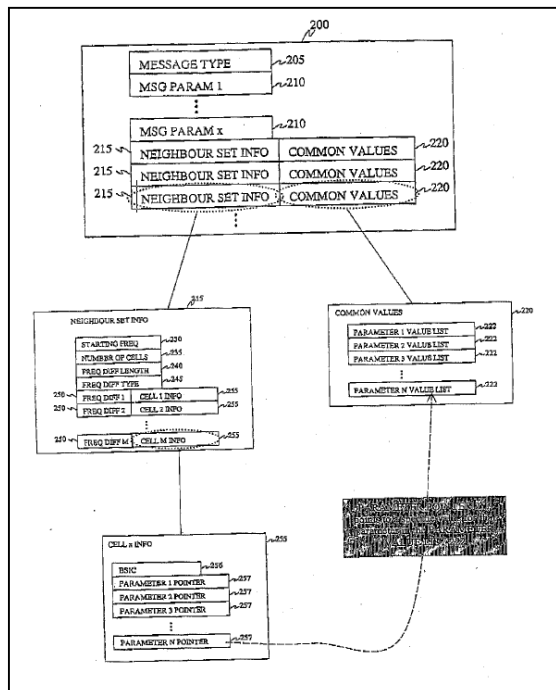 200
MESSAGE TYPE 205
MSG PARAM 1 210
MSG PARAM x 210
215 NEIGHBOUR SET INFO COMMON VALUES 220
215 NEIGHBOUR SET INFO COMMON VALUES 220
215 NEIGHBOUR SET INFO COMMON VALUES 220
215
NEIGHBOUR SET INFO
STARTING FREQ 230
NUMBER OF CELLS 235
FREQ DIFF LENGTH 240
FREQ DIFF TYPE 245
250 FREQ DIFF 1 CELL 1 INFO 255
250 FREQ DIFF 2 CELL 2 INFO 255
250 FREQ DIFF M CELL M INFO 255
220
COMMON VALUES
PARAMETER 1 VALUE LIST 222
PARAMETER 2 VALUE LIST 222
PARAMETER 3 VALUE LIST 222
PARAMETER N VALUE LIST 222
255
CELL n INFO
BSIC 256
PARAMETER 1 POINTER 257
PARAMETER 2 POINTER 257
PARAMETER 3 POINTER 257
PARAMETER N POINTER 257